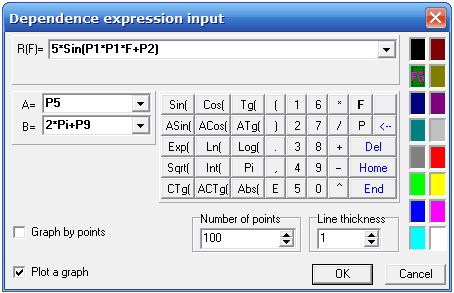 Dependence expression input
R(F)= 5*Sin(P1*P1*F+P2)
A= P5
B= 2*Pi+P9
Sin( Cos( Tg( ( 1 6 * F
ASin( ACos( ATg( ) 2 7 / P <--
Exp( Ln( Log( . 3 8 + Del
Sqrt( Int( Pi , 4 9 – Home
CTg( ACTg( Abs( E 5 0 ^ End
FG
Number of points
100
Line thickness
1
Graph by points
Plot a graph
OK
Cancel